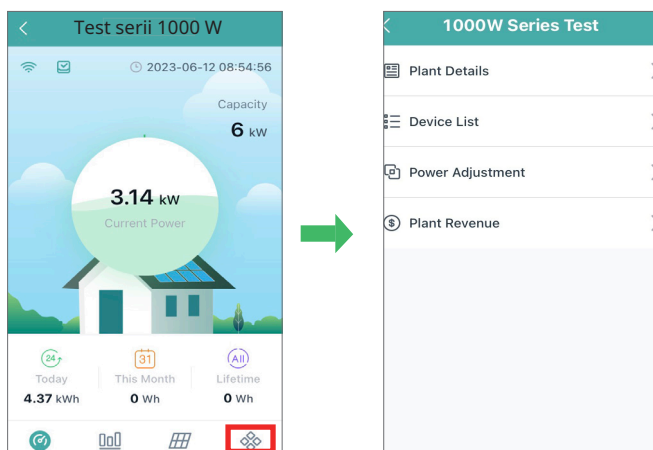 Test serii 1000 W
2023-06-12 08:54:56
Capacity
6 kW
3.14 kW
Current Power
24
31
All
Today
This Month
Lifetime
4.37 kWh
0 Wh
0 Wh
1000W Series Test
Plant Details
Device List
Power Adjustment
$
Plant Revenue